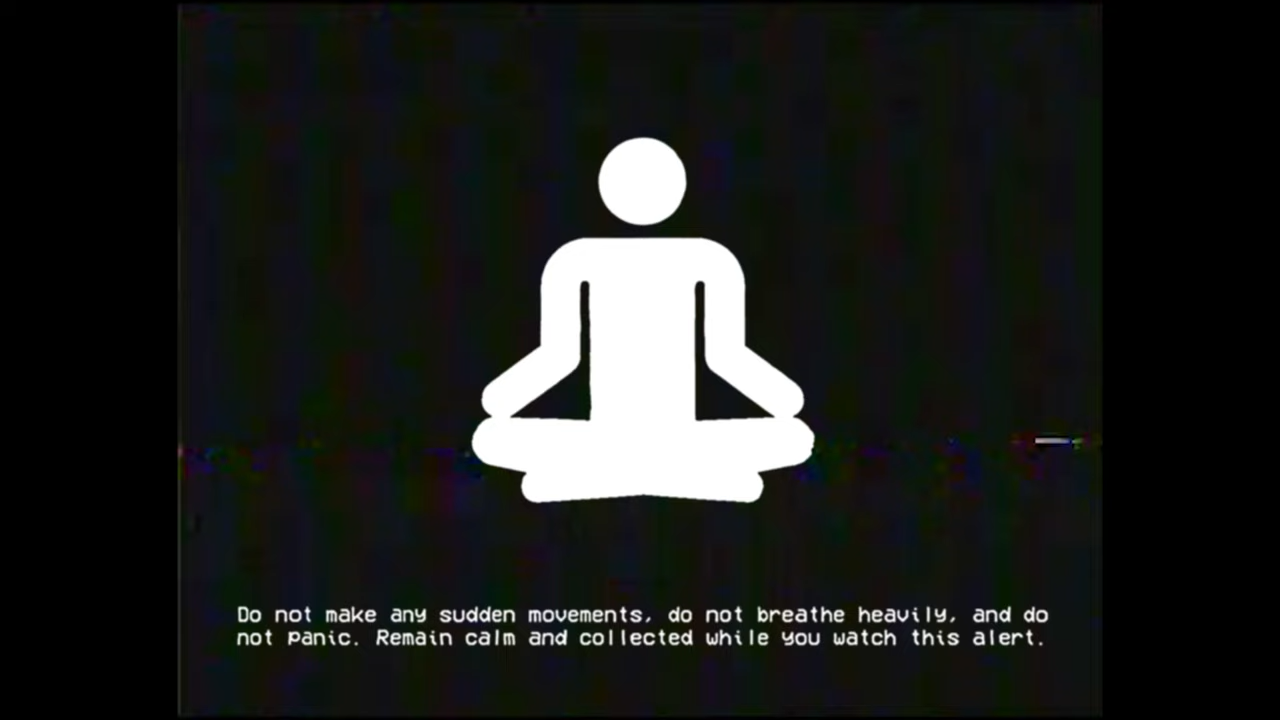 Do not make any sudden movements, do not breathe heavily, and do
not panic. Remain calm and collected while you watch this alert.